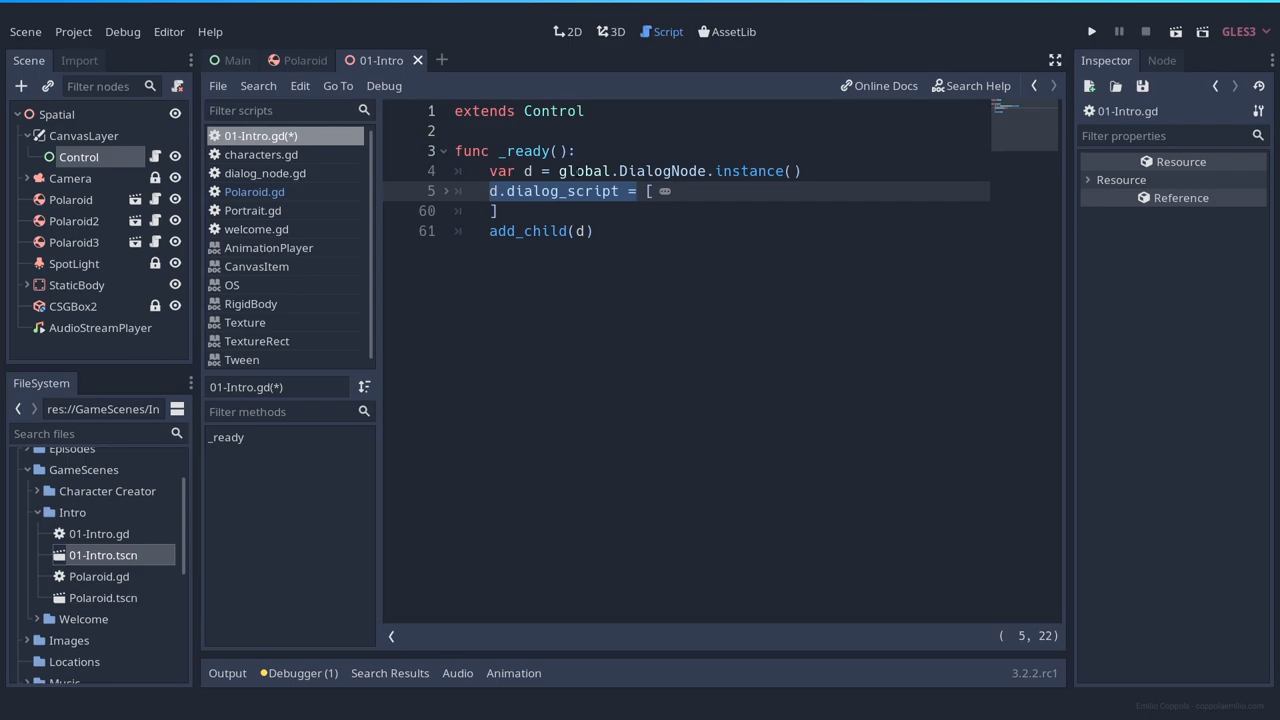 Scene Project Debug Editor Help
2D 3D Script AssetLib
GLES3
Scene Import
Filter nodes
Spatial
CanvasLayer
Control
Camera
Polaroid
Polaroid2
Polaroid3
SpotLight
StaticBody
CSGBox2
AudioStreamPlayer
FileSystem
res://GameScenes/In
Search files
Episodes
GameScenes
Character Creator
Intro
01-Intro.gd
01-Intro.tscn
Polaroid.gd
Polaroid.tscn
Welcome
Images
Locations
Music
Main Polaroid 01-Intro
File Search Edit Go To Debug
Online Docs Search Help
Filter scripts
01-Intro.gd(*)
characters.gd
dialog_node.gd
Polaroid.gd
Portrait.gd
welcome.gd
AnimationPlayer
CanvasItem
OS
RigidBody
Texture
TextureRect
Tween
01-Intro.gd(*)
Filter methods
_ready
1 extends Control
2
3 func _ready():
4 var d = global.DialogNode.instance()
5 d.dialog_script = [
60 ]
61 add_child(d)
( 5, 22)
Output Debugger (1) Search Results Audio Animation
3.2.2.rc1
Inspector Node
01-Intro.gd
Filter properties
Resource
Resource
Reference
Emilio Coppola - coppolaemilio.com